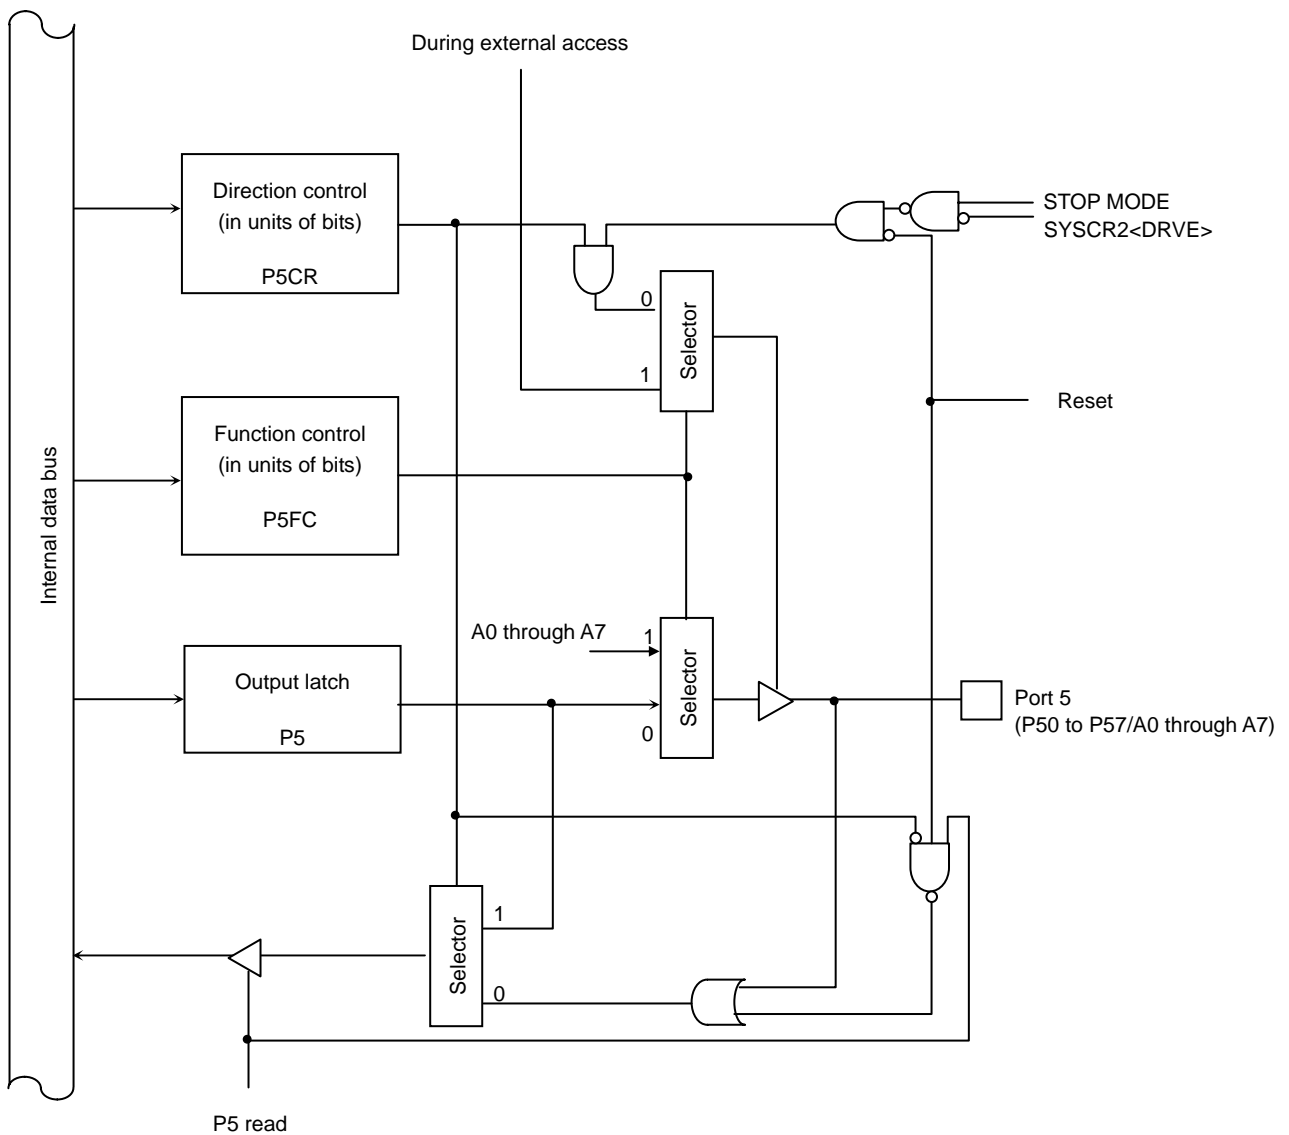 During external access
Direction control
(in units of bits)
P5CR
STOP MODE
SYSCR2<DRVE>
0
Selector
1
Reset
Function control
(in units of bits)
P5FC
Internal data bus
A0 through A7
1
Selector
0
Output latch
P5
Port 5
(P50 to P57/A0 through A7)
1
Selector
0
P5 read